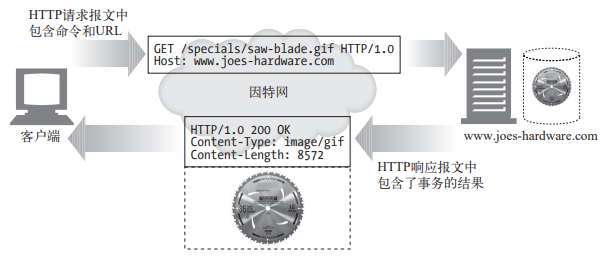 HTTP请求报文中
包含命令和URL
GET /specials/saw-blade.gif HTTP/1.0
Host: www.joes-hardware.com
因特网
客户端
www.joes-hardware.com
HTTP/1.0 200 OK
Content-Type: image/gif
Content-Length: 8572
HTTP响应报文中
包含了事务的结果
36